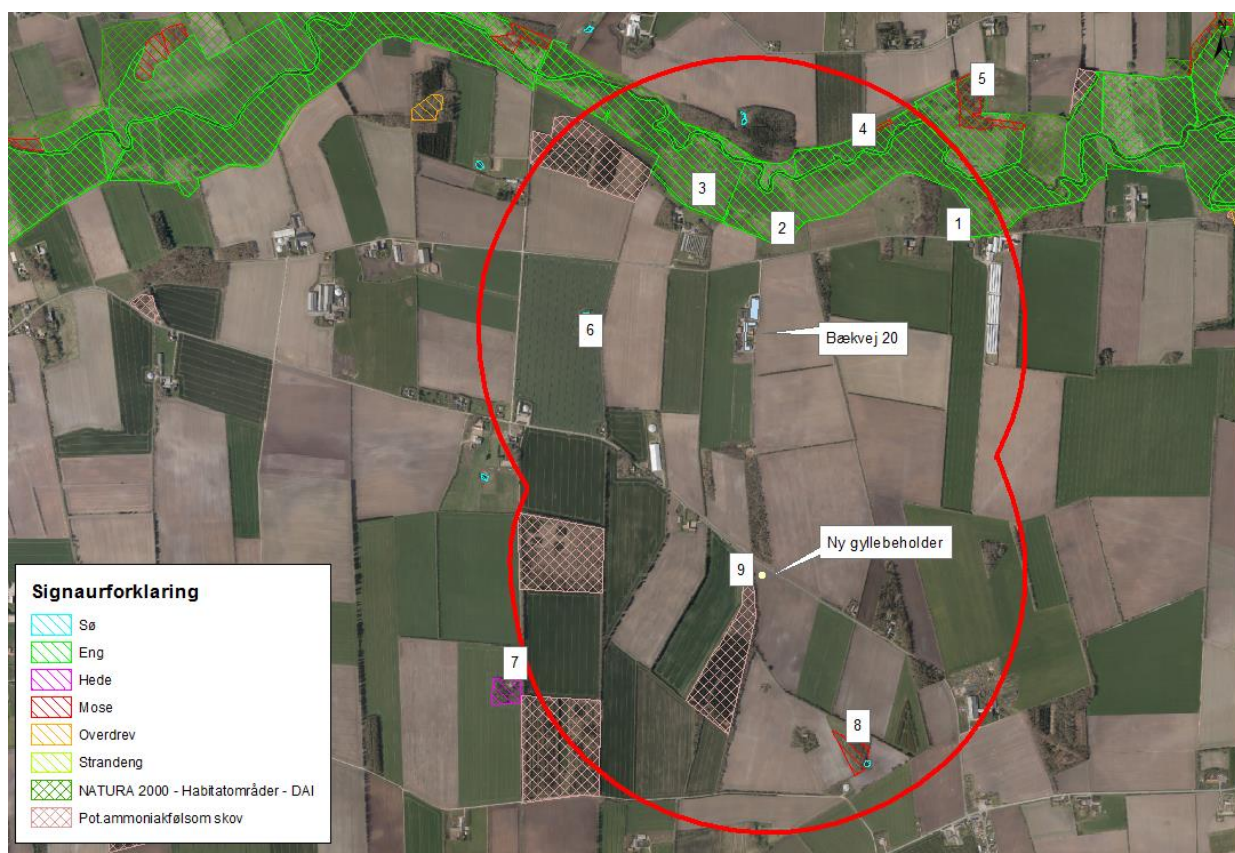 5
4
3
2
1
6
Bækvej 20
9
Ny gyllebeholder
7
8
Signaurforklaring
Sø
Eng
Hede
Mose
Overdrev
Strandeng
NATURA 2000 - Habitatområder - DAI
Pot.ammoniakfølsom skov